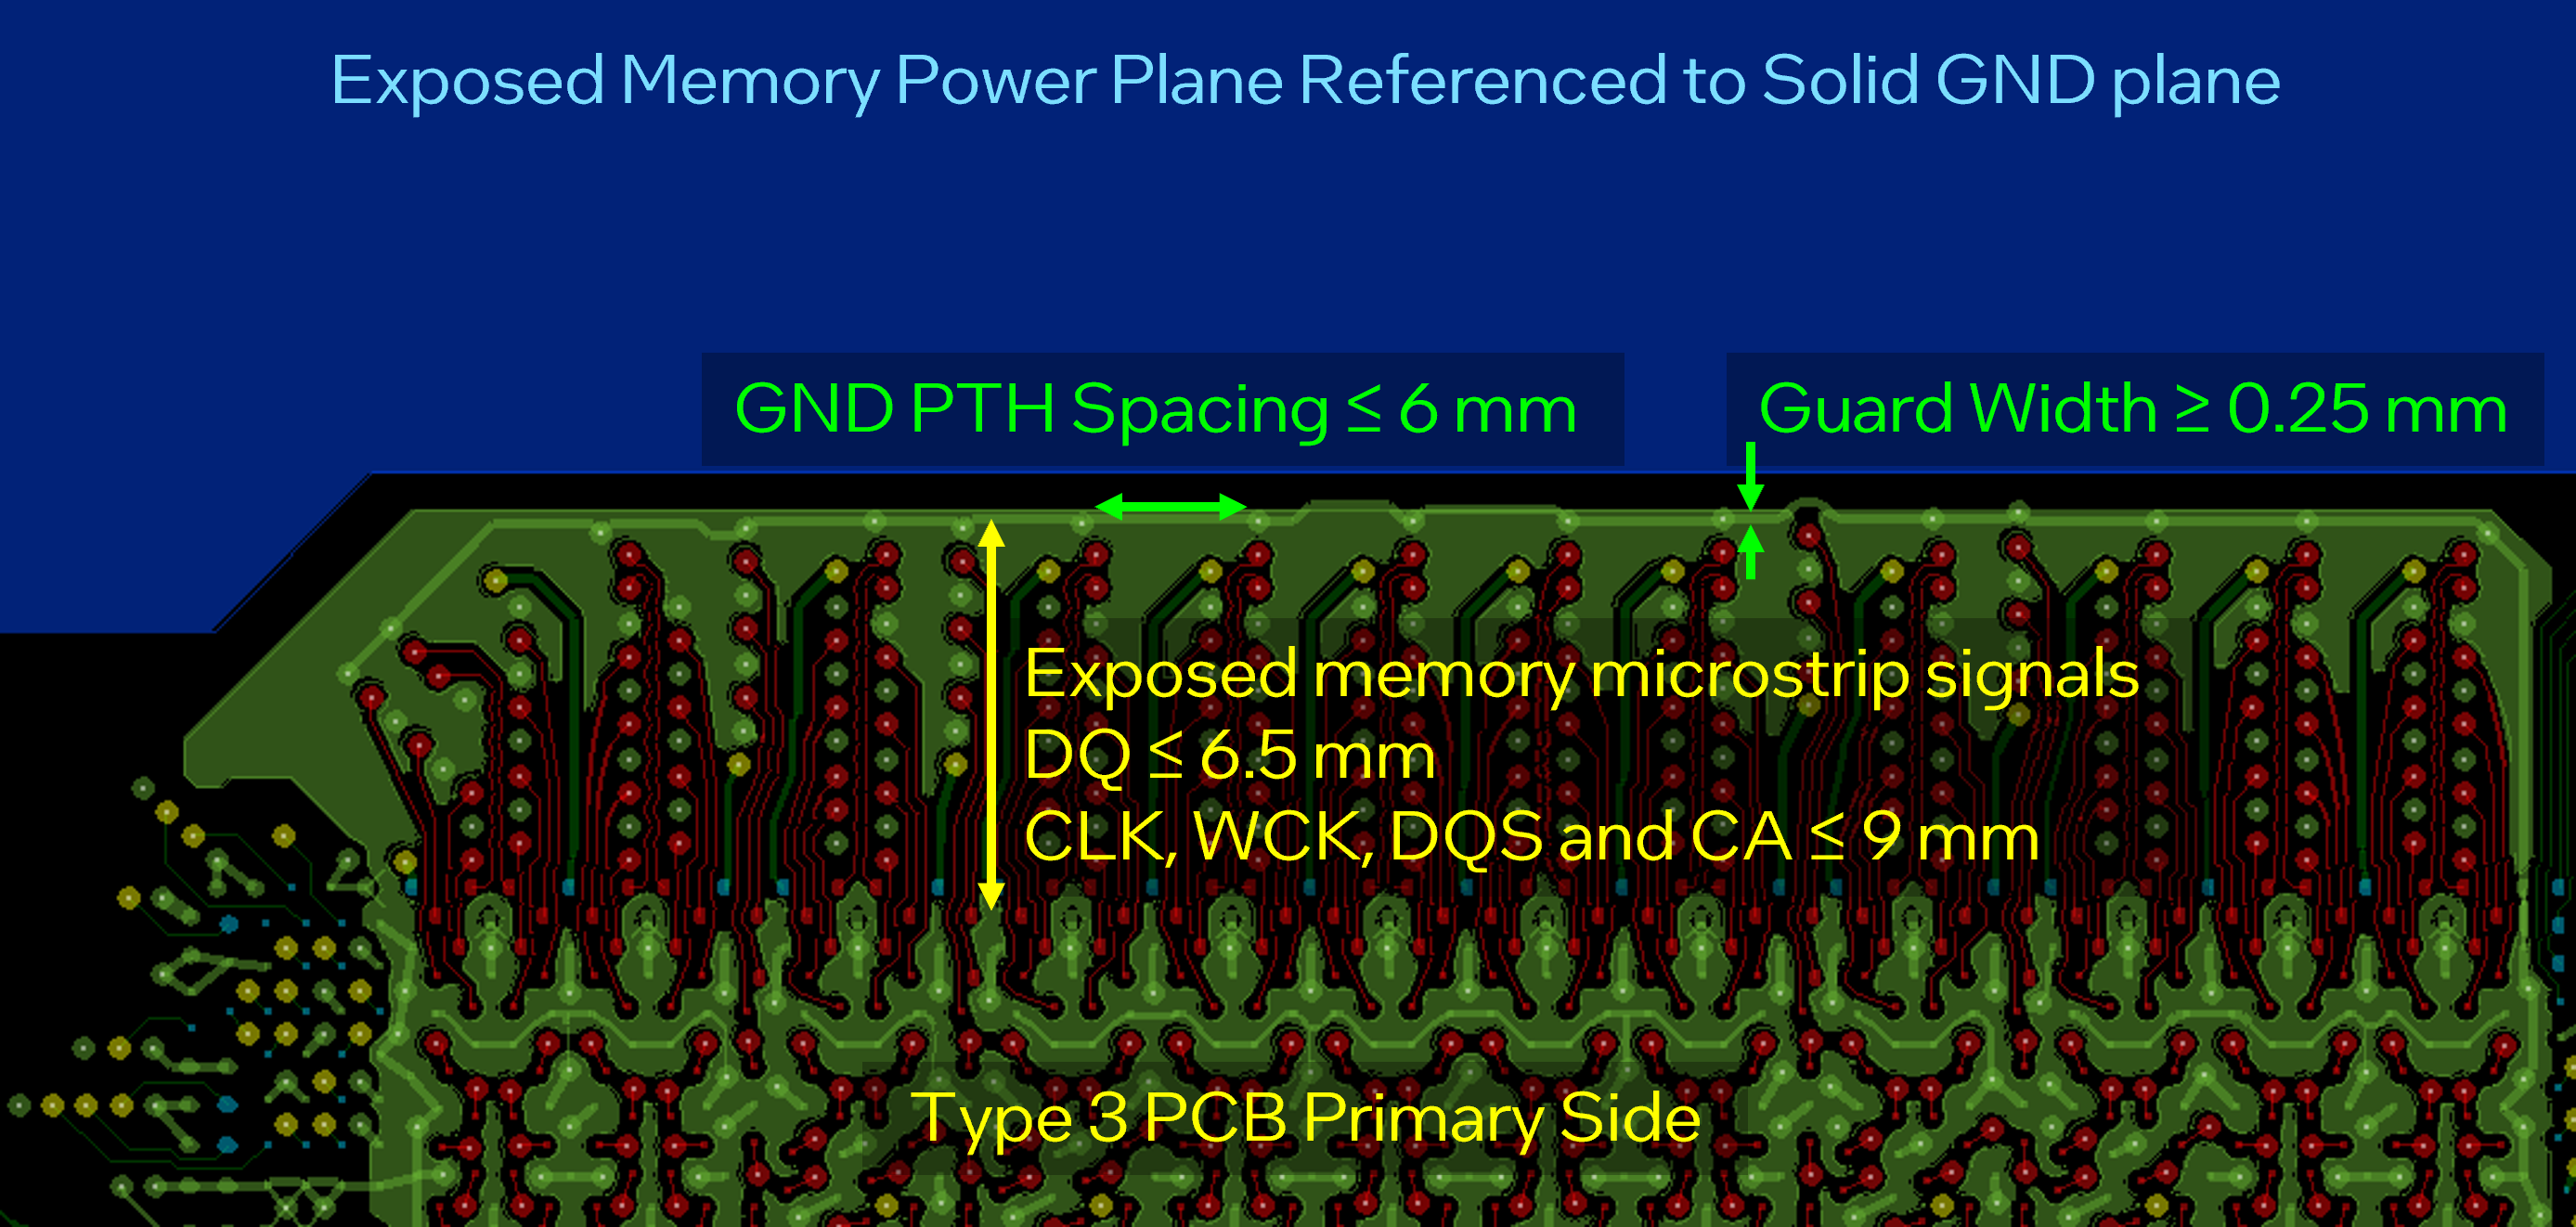 Exposed Memory Power Plane Referenced to Solid GND plane
GND PTH Spacing ≤ 6 mm
Guard Width ≥ 0.25 mm
Exposed memory microstrip signals
DQ ≤ 6.5 mm
CLK, WCK, DQS and CA ≤ 9 mm
Type 3 PCB Primary Side